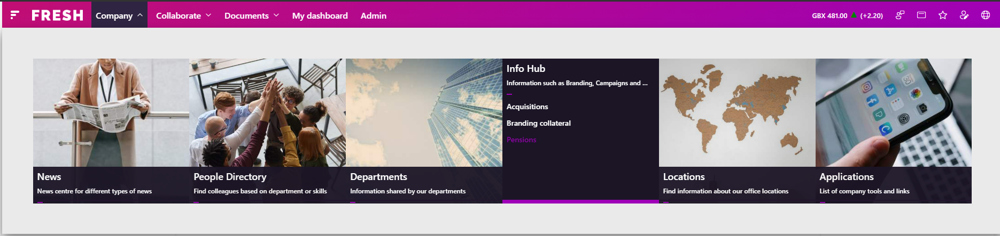 FRESH
Company
Collaborate
Documents
My dashboard
Admin
GBX 481.00 (+2.20)
News
News centre for different types of news
People Directory
Find colleagues based on department or skills
Departments
Information shared by our departments
Info Hub
Information such as Branding, Campaigns and ...
Acquisitions
Branding collateral
Pensions
Locations
Find information about our office locations
Applications
List of company tools and links